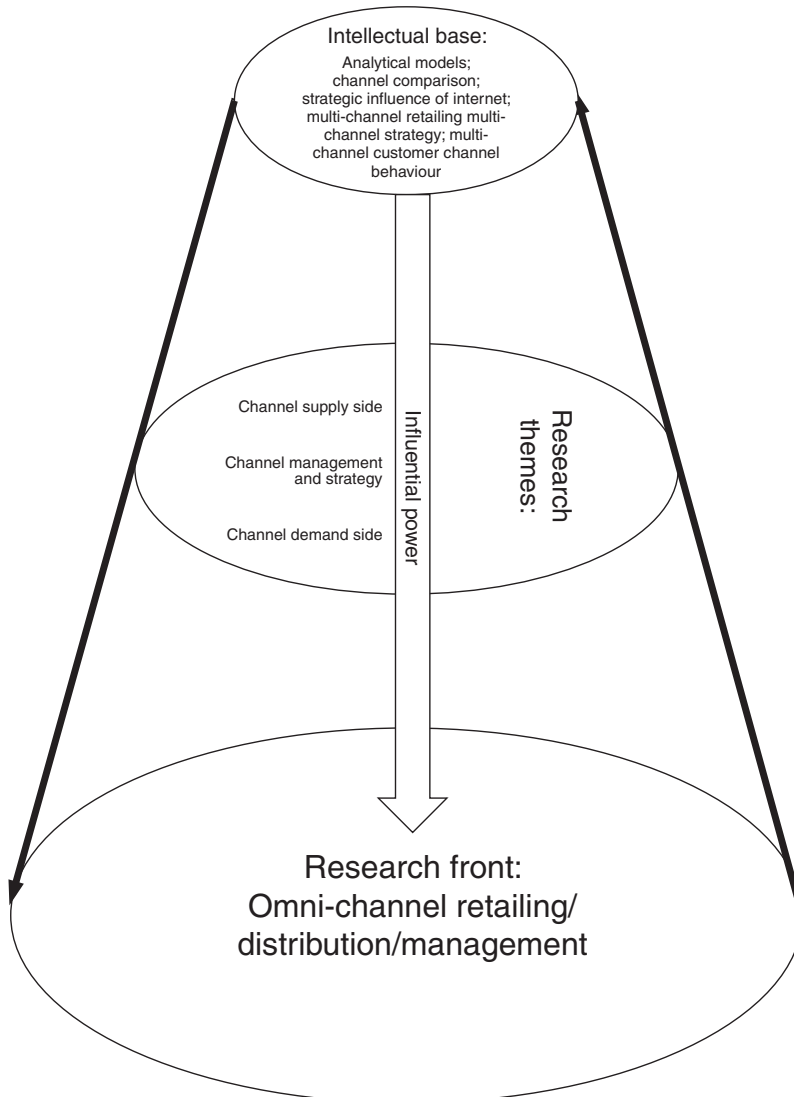 Intellectual base:
Analytical models;
channel comparison;
strategic influence of internet;
multi-channel retailing multi-
channel strategy; multi-
channel customer channel
behaviour
Channel supply side
Channel management
and strategy
Channel demand side
Influential power
Research
themes:
Research front:
Omni-channel retailing/
distribution/management